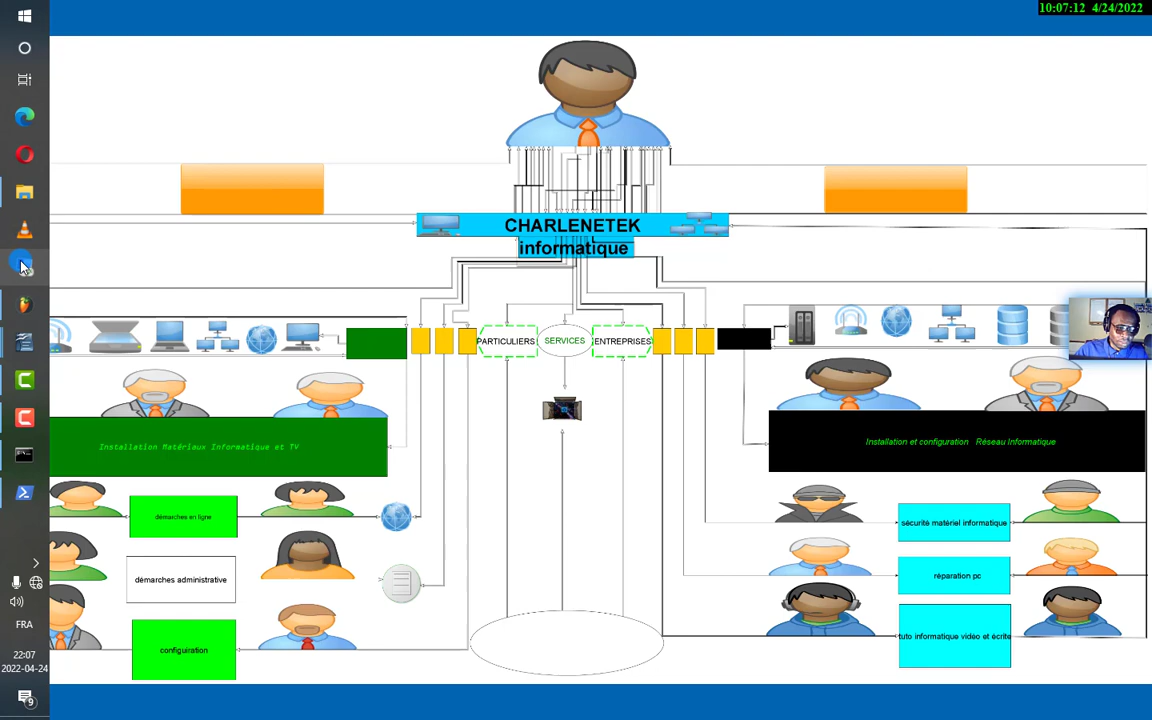 10:07:12 4/24/2022
CHARLENETEK
informatique
PARTICULIERS
SERVICES
ENTREPRISES
Installation Matériaux Informatique et TV
Installation et configuration Réseau Informatique
démarches en ligne
sécurité matériel informatique
démarches administrative
réparation pc
configuiration
tuto informatique vidéo et écrite
FRA
22:07
2022-04-24
9